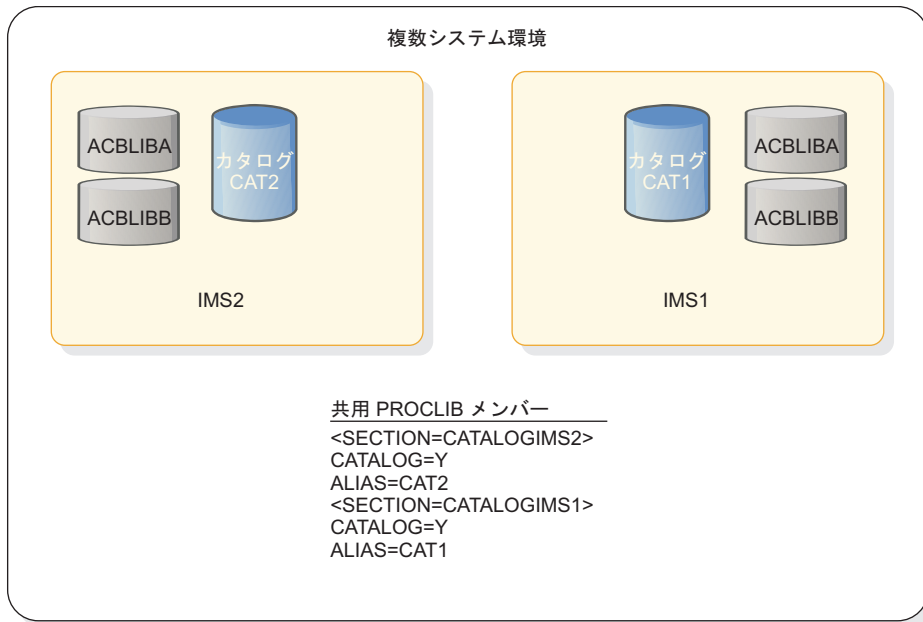 複数システム環境
ACBLIBA
ACBLIBB
カタログ
CAT2
IMS2
カタログ
CAT1
ACBLIBA
ACBLIBB
IMS1
共用 PROCLIB メンバー
<SECTION=CATALOGIMS2>
CATALOG=Y
ALIAS=CAT2
<SECTION=CATALOGIMS1>
CATALOG=Y
ALIAS=CAT1